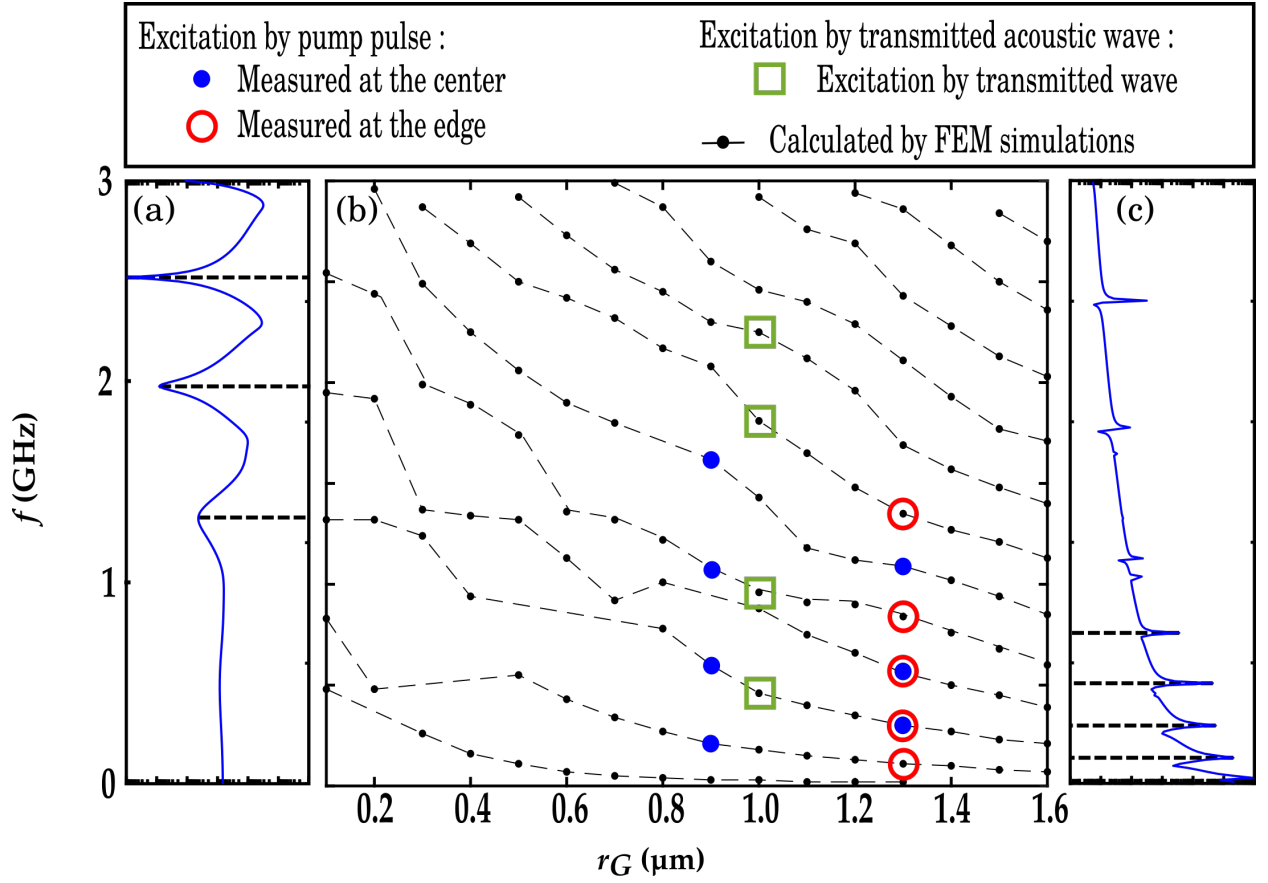 Excitation by pump pulse :
Measured at the center
Measured at the edge
Excitation by transmitted acoustic wave :
Excitation by transmitted wave
Calculated by FEM simulations
(a)
(b)
(c)
3
2
1
0
f (GHz)
0.2 0.4 0.6 0.8 1.0 1.2 1.4 1.6
rG (μm)